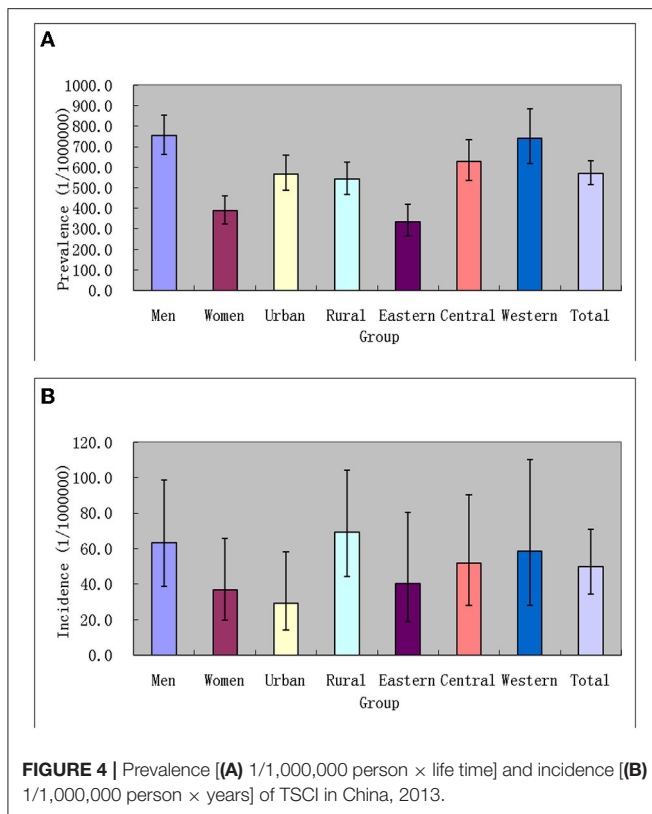 A
1000.0
900.0
800.0
700.0
600.0
500.0
400.0
300.0
200.0
100.0
0.0
Prevalence (1/1000000)
Men Women Urban Rural Eastern Central Western Total
Group
B
120.0
100.0
80.0
60.0
40.0
20.0
0.0
Incidence (1/1000000)
Men Women Urban Rural Eastern Central Western Total
Group
FIGURE 4 | Prevalence [(A) 1/1,000,000 person × life time] and incidence [(B)
1/1,000,000 person × years] of TSCI in China, 2013.